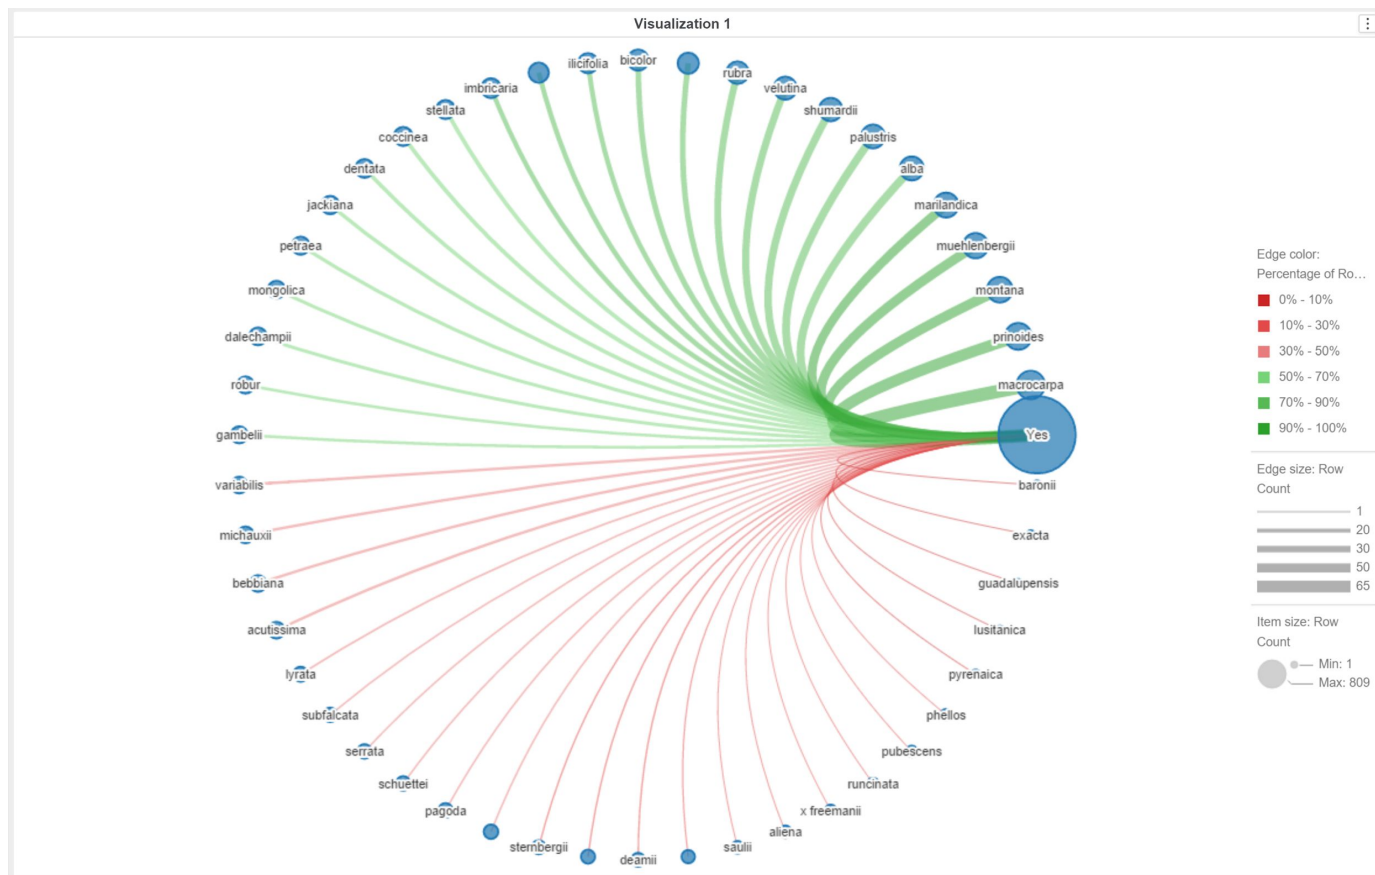 Visualization 1
ilicifolia
bicolor
rubra
imbricaria
velutina
stellata
shumardii
coccinea
palustris
dentata
alba
jackiana
marilandica
petraea
muehlenbergii
mongolica
montana
dalechampii
prinoides
robur
macrocarpa
gambelii
Yes
variabilis
baronii
michauxii
exacta
bebbiana
guadalupensis
acutissima
lusitanica
lyrata
pyrenaica
subfalcata
phellos
serrata
pubescens
schuettei
runcinata
pagoda
x freemanii
aliena
sternbergii
saulii
deamii
Edge color:
Percentage of Ro...
0% - 10%
10% - 30%
30% - 50%
50% - 70%
70% - 90%
90% - 100%
Edge size: Row
Count
1
20
30
50
65
Item size: Row
Count
Min: 1
Max: 809